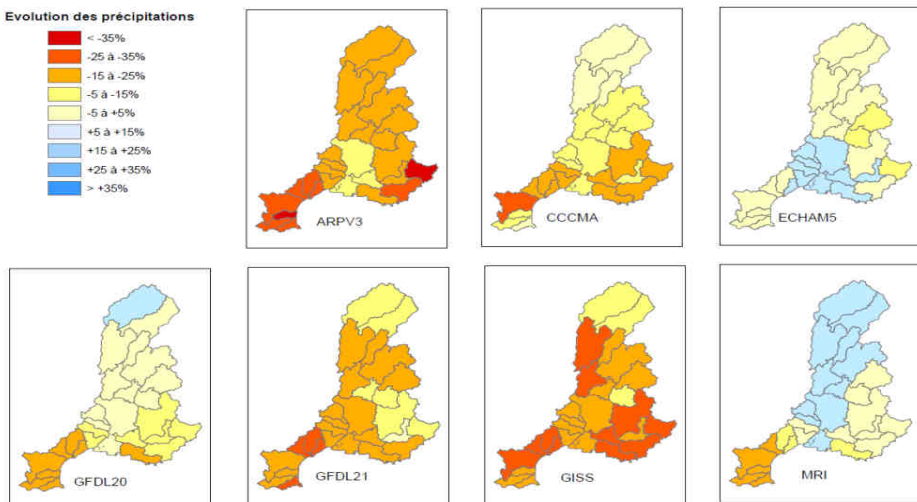 Evolution des précipitations
< -35%
-25 à -35%
-15 à -25%
-5 à -15%
-5 à +5%
+5 à +15%
+15 à +25%
+25 à +35%
> +35%
ARPV3
CCCMA
ECHAM5
GFDL20
GFDL21
GISS
MRI